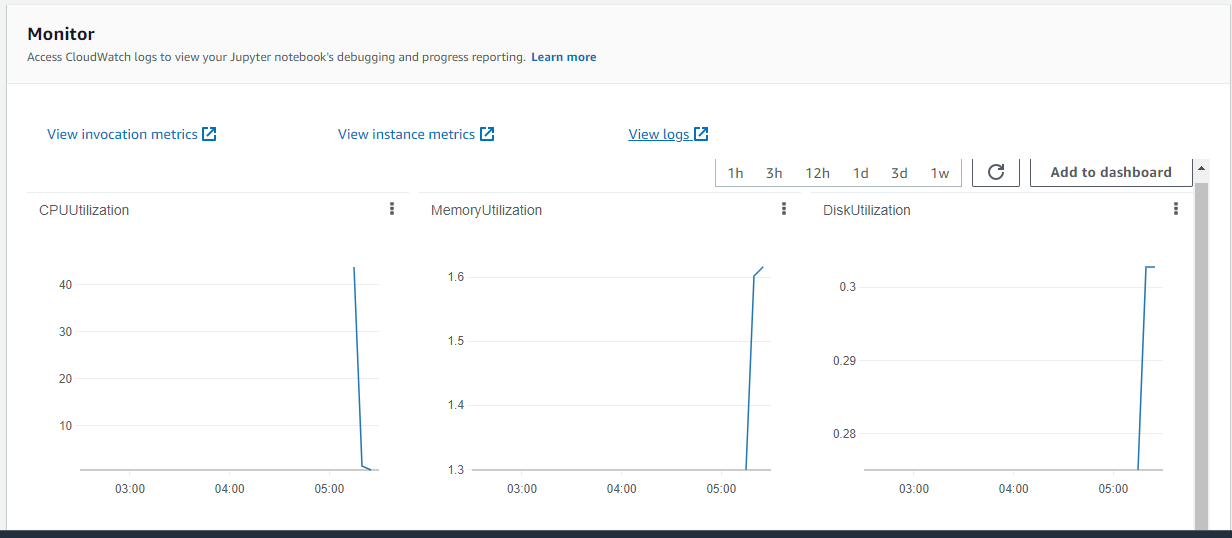 Monitor
Access CloudWatch logs to view your Jupyter notebook's debugging and progress reporting. Learn more
View invocation metrics View instance metrics View logs
1h 3h 12h 1d 3d 1w Add to dashboard
CPUUtilization MemoryUtilization DiskUtilization
40
30
20
10
03:00 04:00 05:00
1.6
1.5
1.4
1.3
03:00 04:00 05:00
0.3
0.29
0.28
03:00 04:00 05:00